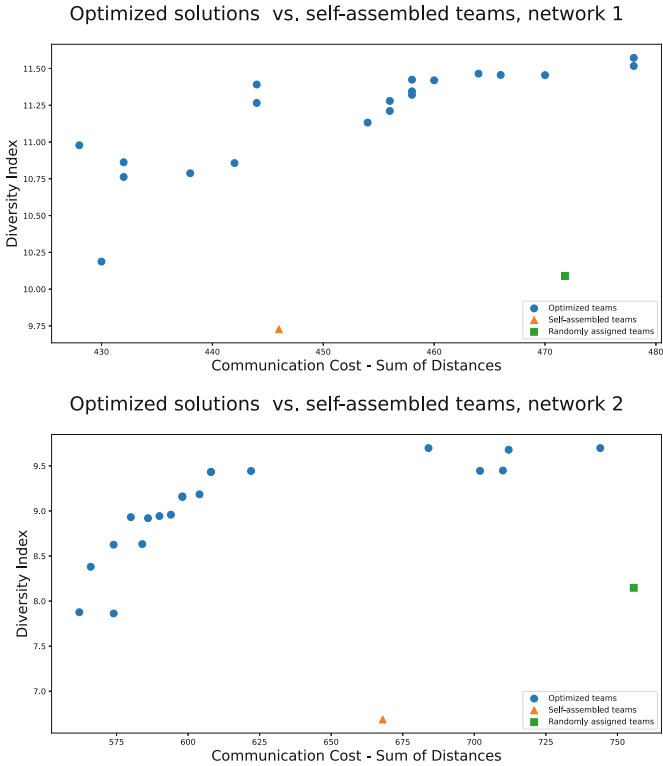 Optimized solutions  vs. self-assembled teams, network 1
11.50
11.25
11.00
10.75
10.50
10.25
10.00
9.75
Diversity Index
Optimized teams
Self-assembled teams
Randomly assigned teams
430 440 450 460 470 480
Communication Cost - Sum of Distances
Optimized solutions  vs. self-assembled teams, network 2
9.5
9.0
8.5
8.0
7.5
7.0
Diversity Index
Optimized teams
Self-assembled teams
Randomly assigned teams
575 600 625 650 675 700 725 750
Communication Cost - Sum of Distances